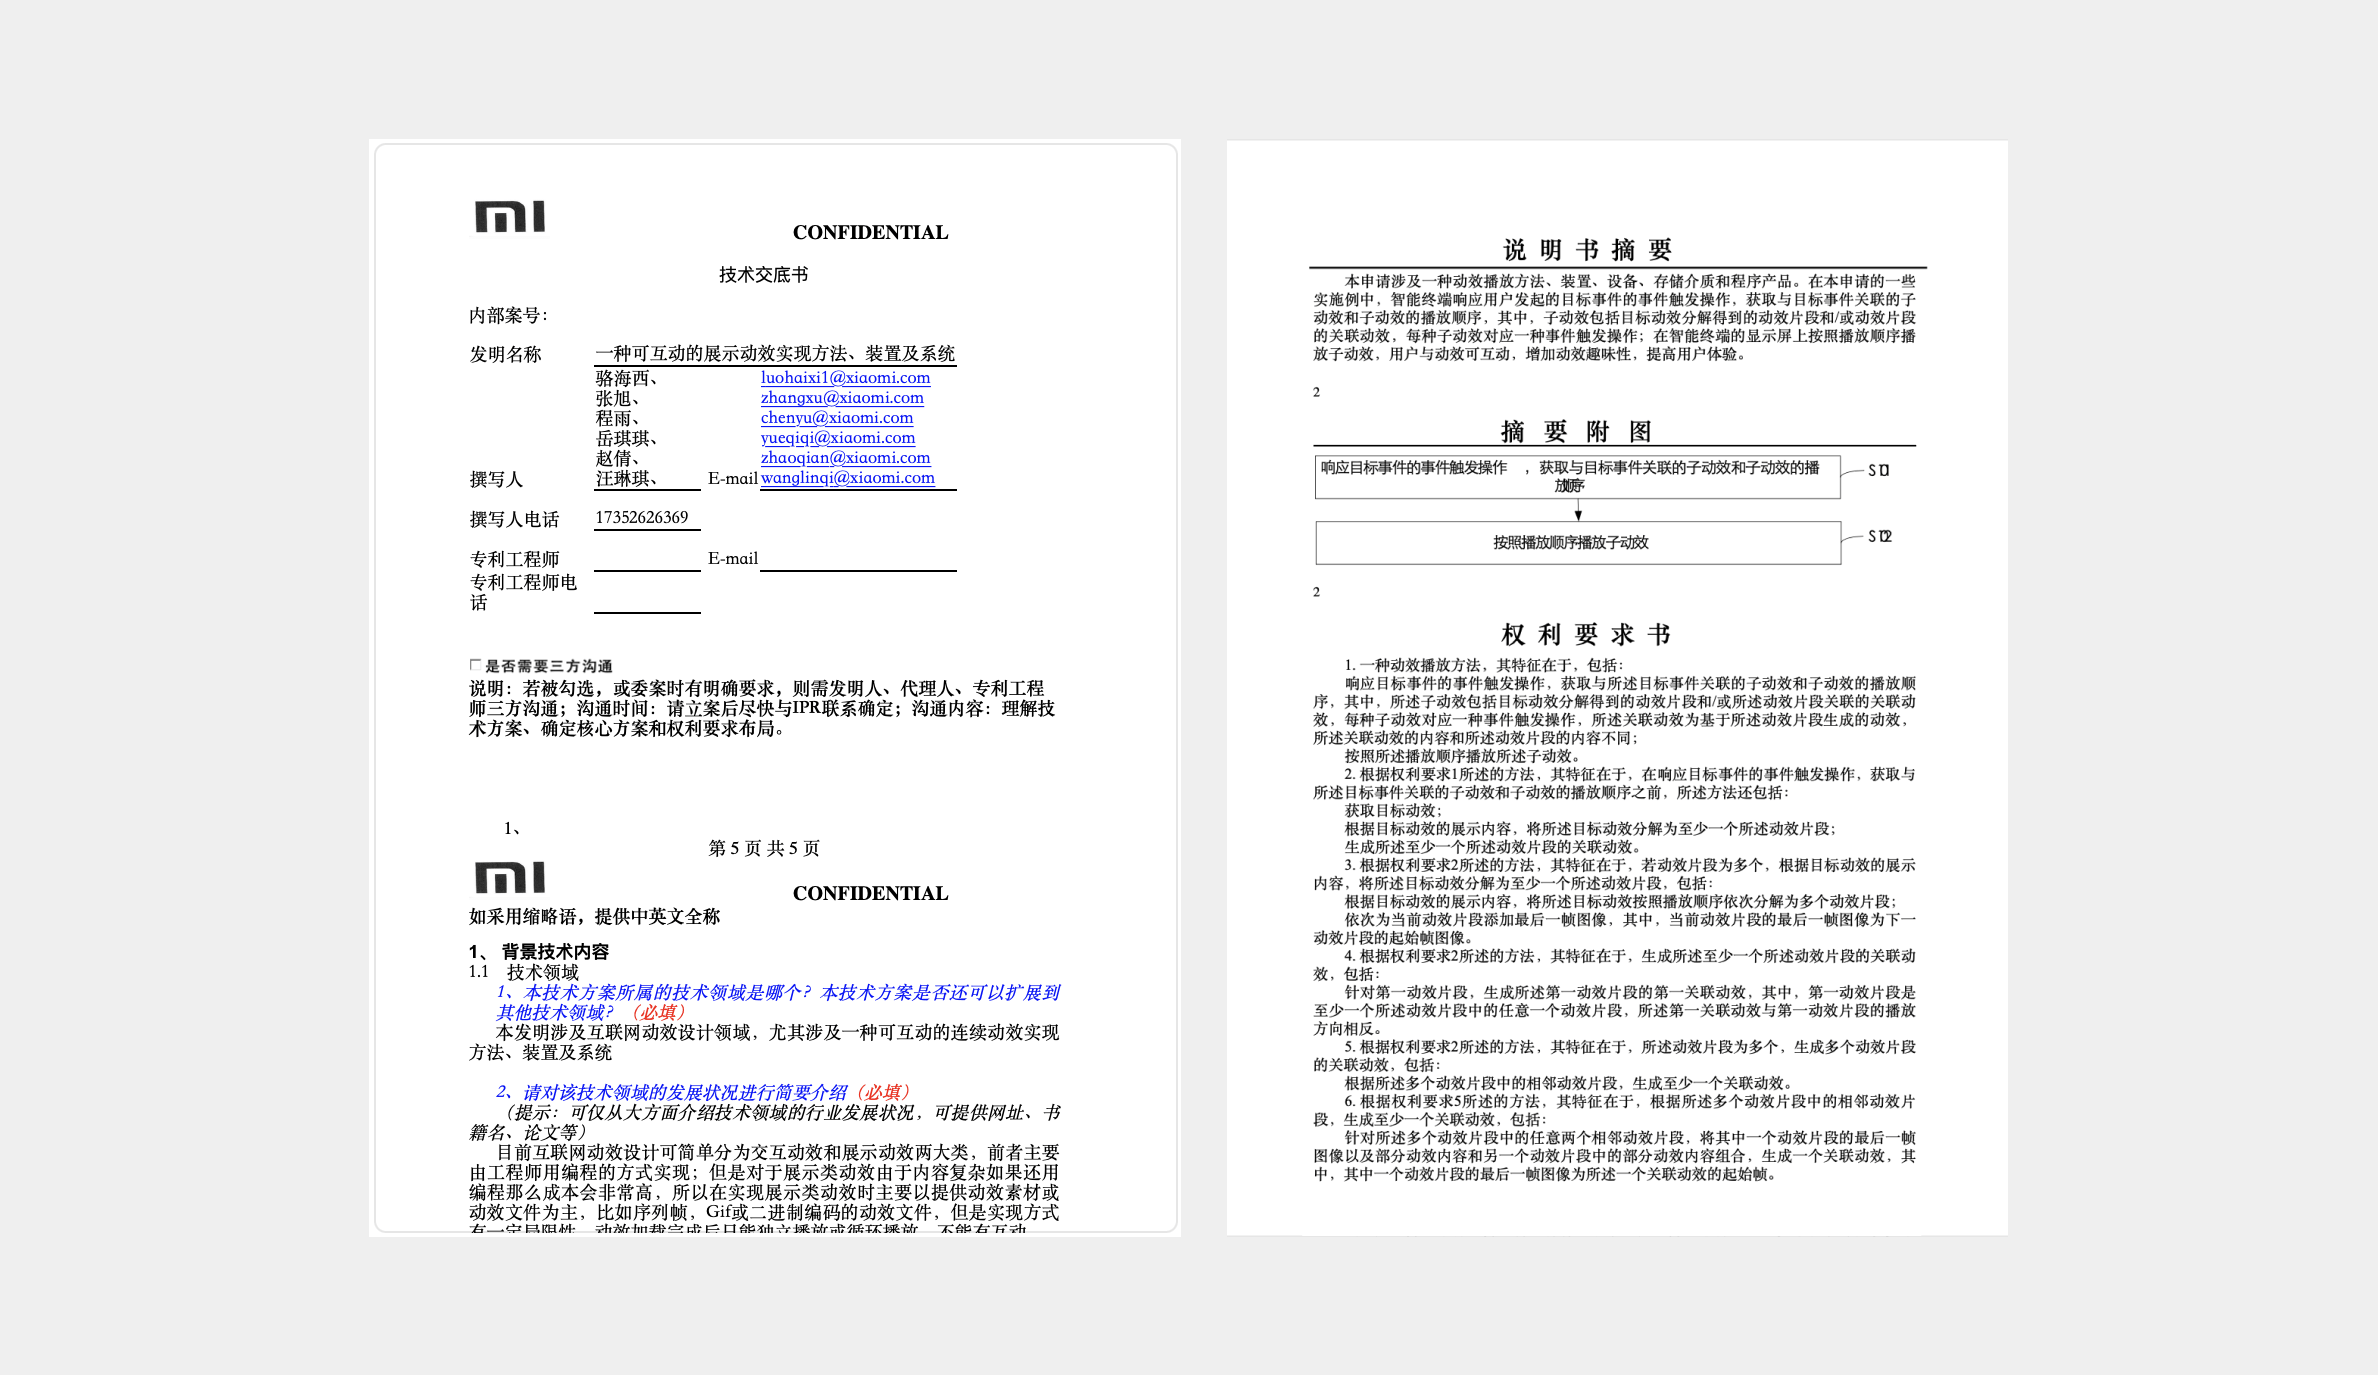 MI
CONFIDENTIAL
技术交底书
内部案号：
发明名称 一种可互动的展示动效实现方法、装置及系统
骆海西、 luohaixi1@xiaomi.com
张旭、 zhangxu@xiaomi.com
程雨、 chenyu@xiaomi.com
岳琪琪、 yueqiqi@xiaomi.com
赵倩、 zhaoqian@xiaomi.com
撰写人 汪琳琪、 E-mail wanglinqi@xiaomi.com
撰写人电话 17352626369
专利工程师 E-mail
专利工程师电
话
是否需要三方沟通
说明：若被勾选，或委案时有明确要求，则需发明人、代理人、专利工程
师三方沟通；沟通时间：请立案后尽快与IPR联系确定；沟通内容：理解技
术方案、确定核心方案和权利要求布局。
1、
第 5 页 共 5 页
MI
CONFIDENTIAL
如采用缩略语，提供中英文全称
1、 背景技术内容
1.1 技术领域
1、本技术方案所属的技术领域是哪个？本技术方案是否还可以扩展到
其他技术领域？（必填）
本发明涉及互联网动效设计领域，尤其涉及一种可互动的连续动效实现
方法、装置及系统
2、请对该技术领域的发展状况进行简要介绍（必填）
（提示：可仅从大方面介绍技术领域的行业发展状况，可提供网址、书
籍名、论文等）
目前互联网动效设计可简单分为交互动效和展示动效两大类，前者主要
由工程师用编程的方式实现；但是对于展示类动效由于内容复杂如果还用
编程那么成本会非常高，所以在实现展示类动效时主要以提供动效素材或
动效文件为主，比如序列帧，Gif或二进制编码的动效文件，但是实现方式
有一定局限性，动效加载完成后只能独立播放或循环播放，不能有互动
说明书摘要
本申请涉及一种动效播放方法、装置、设备、存储介质和程序产品。在本申请的一些
实施例中，智能终端响应用户发起的目标事件的事件触发操作，获取与目标事件关联的子
动效和子动效的播放顺序，其中，子动效包括目标动效分解得到的动效片段和/或动效片段
的关联动效，每种子动效对应一种事件触发操作；在智能终端的显示屏上按照播放顺序播
放子动效，用户与动效可互动，增加动效趣味性，提高用户体验。
2
摘要附图
响应目标事件的事件触发操作 ，获取与目标事件关联的子动效和子动效的播
放顺序
S11
按照播放顺序播放子动效
S12
2
权利要求书
1. 一种动效播放方法，其特征在于，包括：
响应目标事件的事件触发操作，获取与所述目标事件关联的子动效和子动效的播放顺
序，其中，所述子动效包括目标动效分解得到的动效片段和/或所述动效片段关联的关联动
效，每种子动效对应一种事件触发操作，所述关联动效为基于所述动效片段生成的动效，
所述关联动效的内容和所述动效片段的内容不同；
按照所述播放顺序播放所述子动效。
2. 根据权利要求1所述的方法，其特征在于，在响应目标事件的事件触发操作，获取与
所述目标事件关联的子动效和子动效的播放顺序之前，所述方法还包括：
获取目标动效；
根据目标动效的展示内容，将所述目标动效分解为至少一个所述动效片段；
生成所述至少一个所述动效片段的关联动效。
3. 根据权利要求2所述的方法，其特征在于，若动效片段为多个，根据目标动效的展示
内容，将所述目标动效分解为至少一个所述动效片段，包括：
根据目标动效的展示内容，将所述目标动效按照播放顺序依次分解为多个动效片段；
依次为当前动效片段添加最后一帧图像，其中，当前动效片段的最后一帧图像为下一
动效片段的起始帧图像。
4. 根据权利要求2所述的方法，其特征在于，生成所述至少一个所述动效片段的关联动
效，包括：
针对第一动效片段，生成所述第一动效片段的第一关联动效，其中，第一动效片段是
至少一个所述动效片段中的任意一个动效片段，所述第一关联动效与第一动效片段的播放
方向相反。
5. 根据权利要求2所述的方法，其特征在于，所述动效片段为多个，生成多个动效片段
的关联动效，包括：
根据所述多个动效片段中的相邻动效片段，生成至少一个关联动效。
6. 根据权利要求5所述的方法，其特征在于，根据所述多个动效片段中的相邻动效片
段，生成至少一个关联动效，包括：
针对所述多个动效片段中的任意两个相邻动效片段，将其中一个动效片段的最后一帧
图像以及部分动效内容和另一个动效片段中的部分动效内容组合，生成一个关联动效，其
中，其中一个动效片段的最后一帧图像为所述一个关联动效的起始帧。